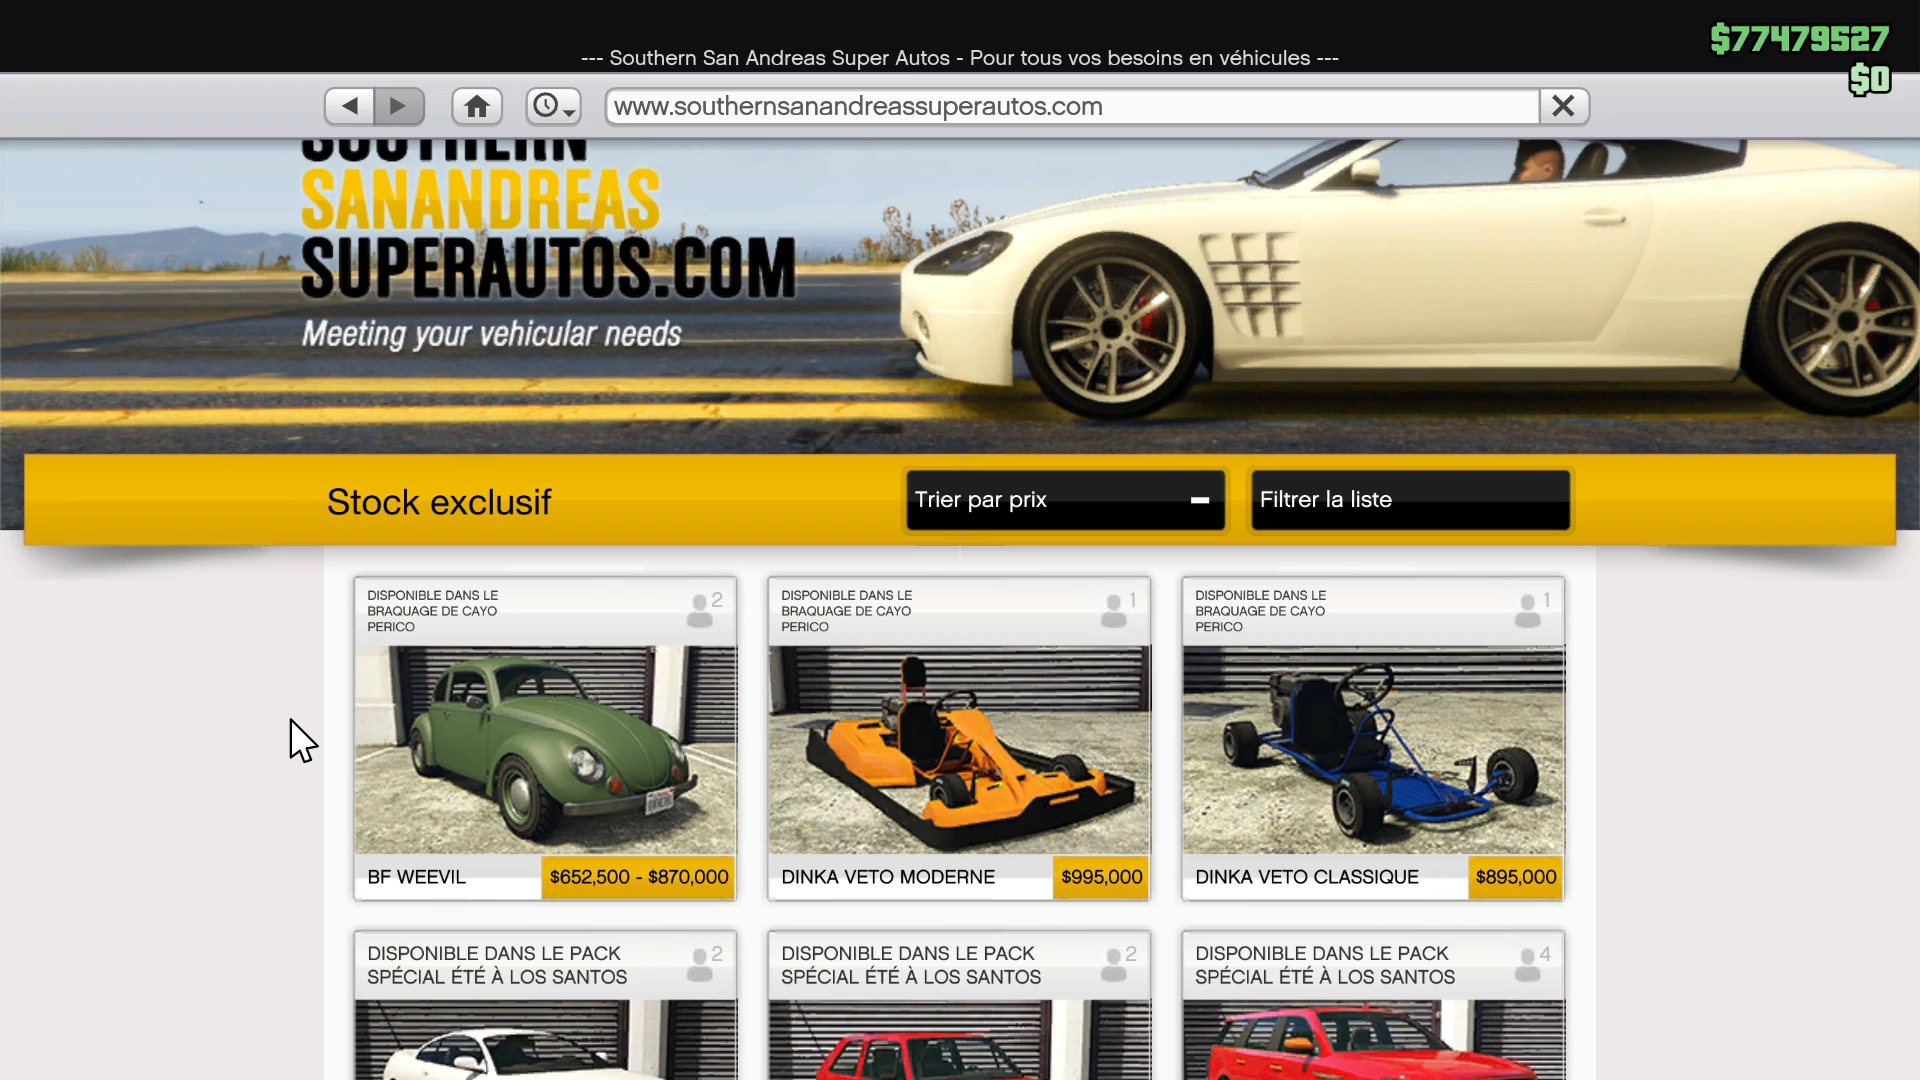 $77479527
--- Southern San Andreas Super Autos - Pour tous vos besoins en véhicules ---
$0
www.southernsanandreassuperautos.com
SOUTHERN
SANANDREAS
SUPERAUTOS.COM
Meeting your vehicular needs
Stock exclusif
Trier par prix
Filtrer la liste
DISPONIBLE DANS LE
BRAQUAGE DE CAYO
PERICO
2
DISPONIBLE DANS LE
BRAQUAGE DE CAYO
PERICO
1
DISPONIBLE DANS LE
BRAQUAGE DE CAYO
PERICO
1
BF WEEVIL
$652,500 - $870,000
DINKA VETO MODERNE
$995,000
DINKA VETO CLASSIQUE
$895,000
DISPONIBLE DANS LE PACK
SPÉCIAL ÉTÉ À LOS SANTOS
2
DISPONIBLE DANS LE PACK
SPÉCIAL ÉTÉ À LOS SANTOS
2
DISPONIBLE DANS LE PACK
SPÉCIAL ÉTÉ À LOS SANTOS
4